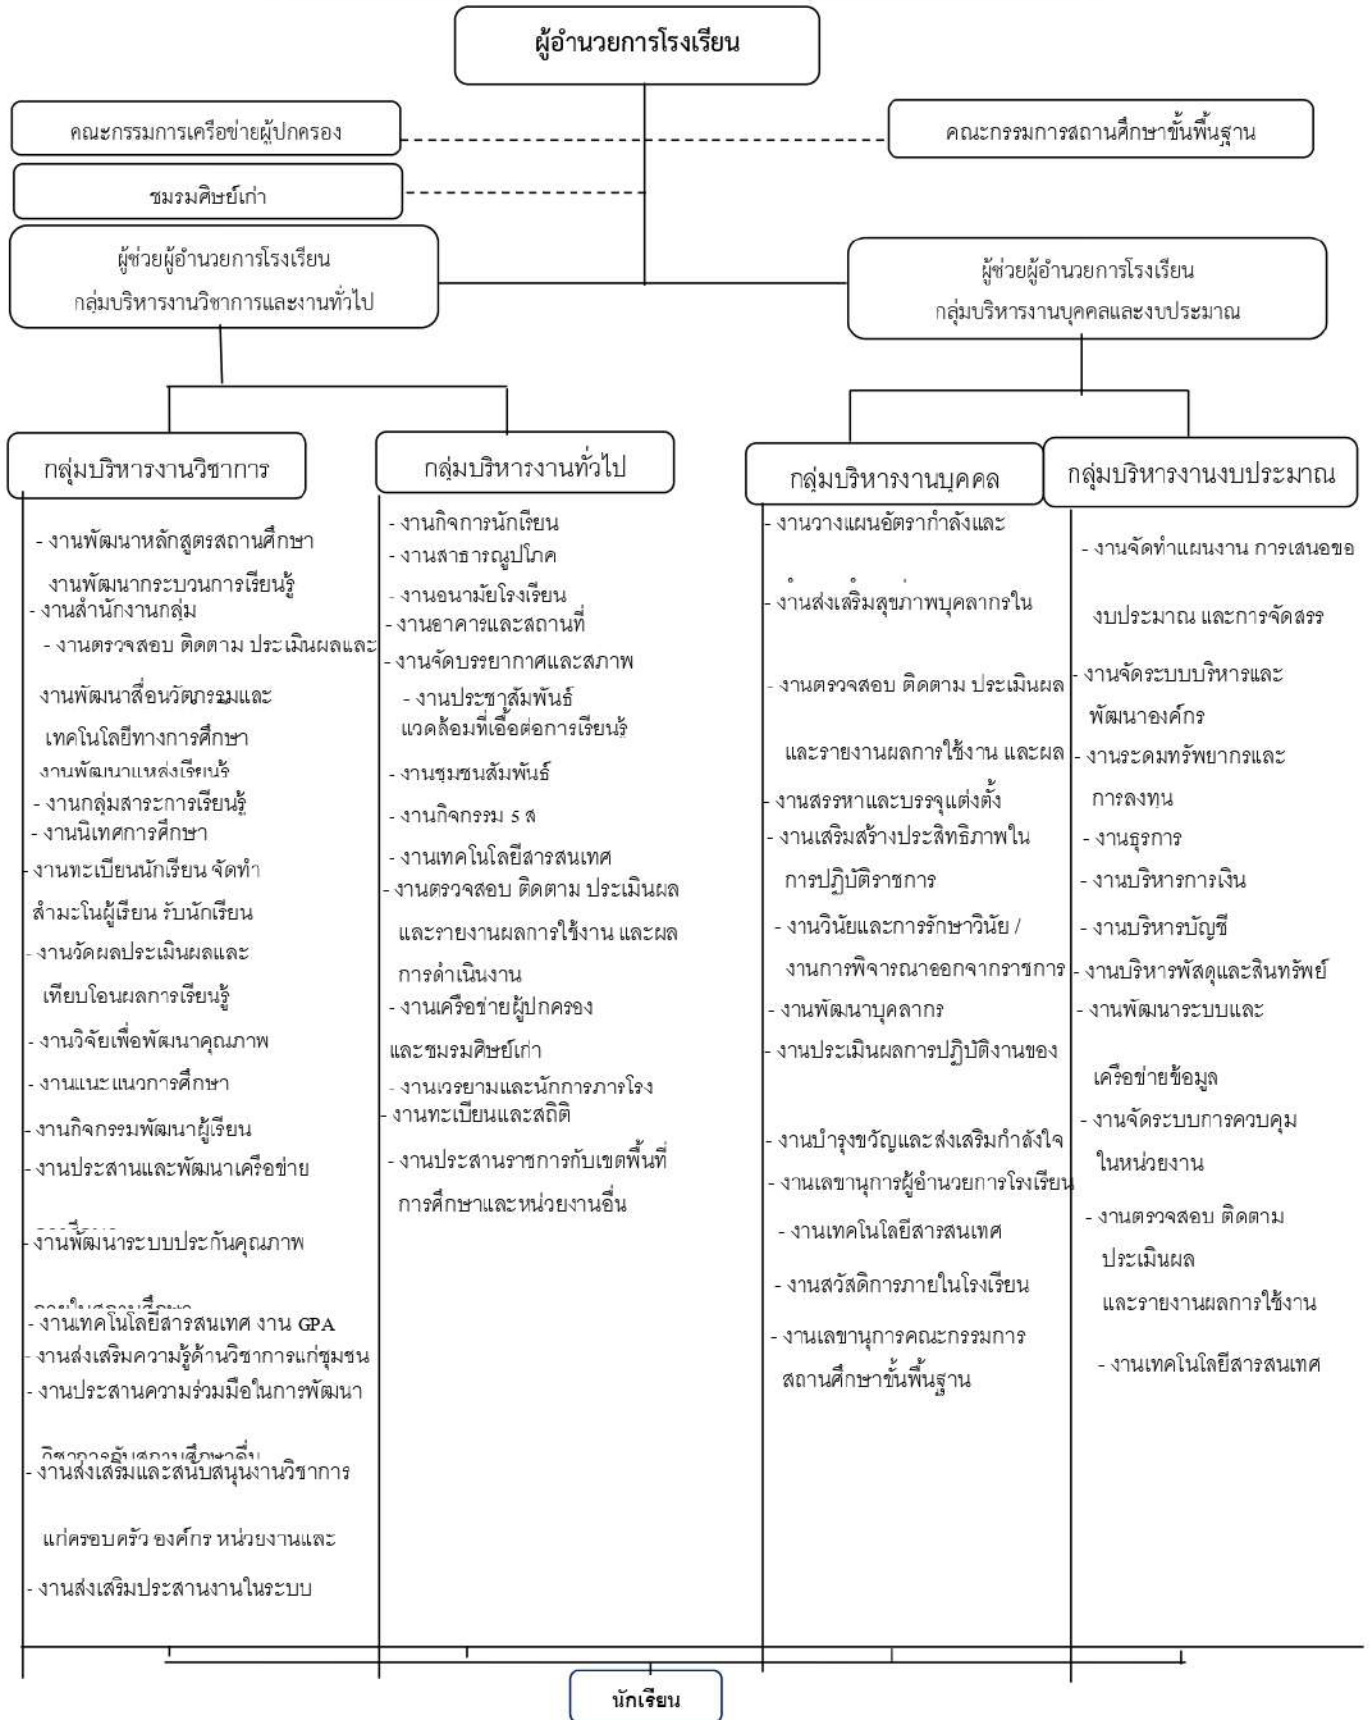 ผู้อำนวยการโรงเรียน
คณะกรรมการเครือข่ายผู้ปกครอง
คณะกรรมการสถานศึกษาขั้นพื้นฐาน
ชมรมศิษย์เก่า
ผู้ช่วยผู้อำนวยการโรงเรียน
กลุ่มบริหารงานวิชาการและงานทั่วไป
ผู้ช่วยผู้อำนวยการโรงเรียน
กลุ่มบริหารงานบุคคลและงบประมาณ
กลุ่มบริหารงานวิชาการ
- งานพัฒนาหลักสูตรสถานศึกษา
งานพัฒนากระบวนการเรียนรู้
- งานสำนักงานกลุ่ม
- งานตรวจสอบ ติดตาม ประเมินผลและ
งานพัฒนาสื่อนวัตกรรมและ
เทคโนโลยีทางการศึกษา
งานพัฒนาแหล่งเรียนรู้
- งานกลุ่มสาระการเรียนรู้
- งานนิเทศการศึกษา
- งานทะเบียนนักเรียน จัดทำ
สำมะโนผู้เรียน รับนักเรียน
- งานวัดผลประเมินผลและ
เทียบโอนผลการเรียนรู้
- งานวิจัยเพื่อพัฒนาคุณภาพ
- งานแนะแนวการศึกษา
- งานกิจกรรมพัฒนาผู้เรียน
- งานประสานและพัฒนาเครือข่าย
- งานพัฒนาระบบประกันคุณภาพ
ภายในสถานศึกษา
- งานเทคโนโลยีสารสนเทศ งาน GPA
- งานส่งเสริมความรู้ด้านวิชาการแก่ชุมชน
- งานประสานความร่วมมือในการพัฒนา
วิชาการกับสถานศึกษาอื่น
- งานส่งเสริมและสนับสนุนงานวิชาการ
แก่ครอบครัว องค์กร หน่วยงานและ
- งานส่งเสริมประสานงานในระบบ
กลุ่มบริหารงานทั่วไป
- งานกิจการนักเรียน
- งานสาธารณูปโภค
- งานอนามัยโรงเรียน
- งานอาคารและสถานที่
- งานจัดบรรยากาศและสภาพ
- งานประชาสัมพันธ์
แวดล้อมที่เอื้อต่อการเรียนรู้
- งานชุมชนสัมพันธ์
- งานกิจกรรม 5 ส
- งานเทคโนโลยีสารสนเทศ
- งานตรวจสอบ ติดตาม ประเมินผล
และรายงานผลการใช้งาน และผล
การดำเนินงาน
- งานเครือข่ายผู้ปกครอง
และชมรมศิษย์เก่า
- งานเวรยามและนักการภารโรง
- งานทะเบียนและสถิติ
- งานประสานราชการกับเขตพื้นที่
การศึกษาและหน่วยงานอื่น
กลุ่มบริหารงานบุคคล
- งานวางแผนอัตรากำลังและ
- งานส่งเสริมสุขภาพบุคลากรใน
- งานตรวจสอบ ติดตาม ประเมินผล
และรายงานผลการใช้งาน และผล
- งานสรรหาและบรรจุแต่งตั้ง
- งานเสริมสร้างประสิทธิภาพใน
การปฏิบัติราชการ
- งานวินัยและการรักษาวินัย /
งานการพิจารณาออกจากราชการ
- งานพัฒนาบุคลากร
- งานประเมินผลการปฏิบัติงานของ
- งานบำรุงขวัญและส่งเสริมกำลังใจ
- งานเลขานุการผู้อำนวยการโรงเรียน
- งานเทคโนโลยีสารสนเทศ
- งานสวัสดิการภายในโรงเรียน
- งานเลขานุการคณะกรรมการ
สถานศึกษาขั้นพื้นฐาน
กลุ่มบริหารงานงบประมาณ
- งานจัดทำแผนงาน การเสนอขอ
งบประมาณ และการจัดสรร
- งานจัดระบบบริหารและ
พัฒนาองค์กร
- งานระดมทรัพยากรและ
การลงทุน
- งานธุรการ
- งานบริหารการเงิน
- งานบริหารบัญชี
- งานบริหารพัสดุและสินทรัพย์
- งานพัฒนาระบบและ
เครือข่ายข้อมูล
- งานจัดระบบการควบคุม
ในหน่วยงาน
- งานตรวจสอบ ติดตาม
ประเมินผล
และรายงานผลการใช้งาน
- งานเทคโนโลยีสารสนเทศ
นักเรียน